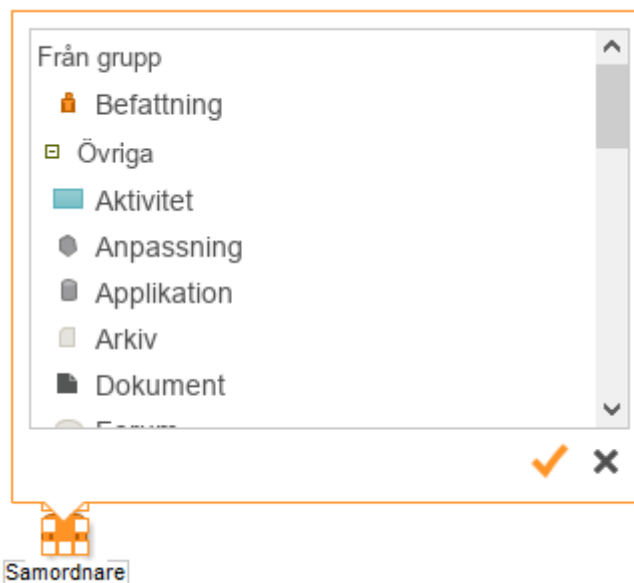 Från grupp
Befattning
Övriga
Aktivitet
Anpassning
Applikation
Arkiv
Dokument
Samordnare